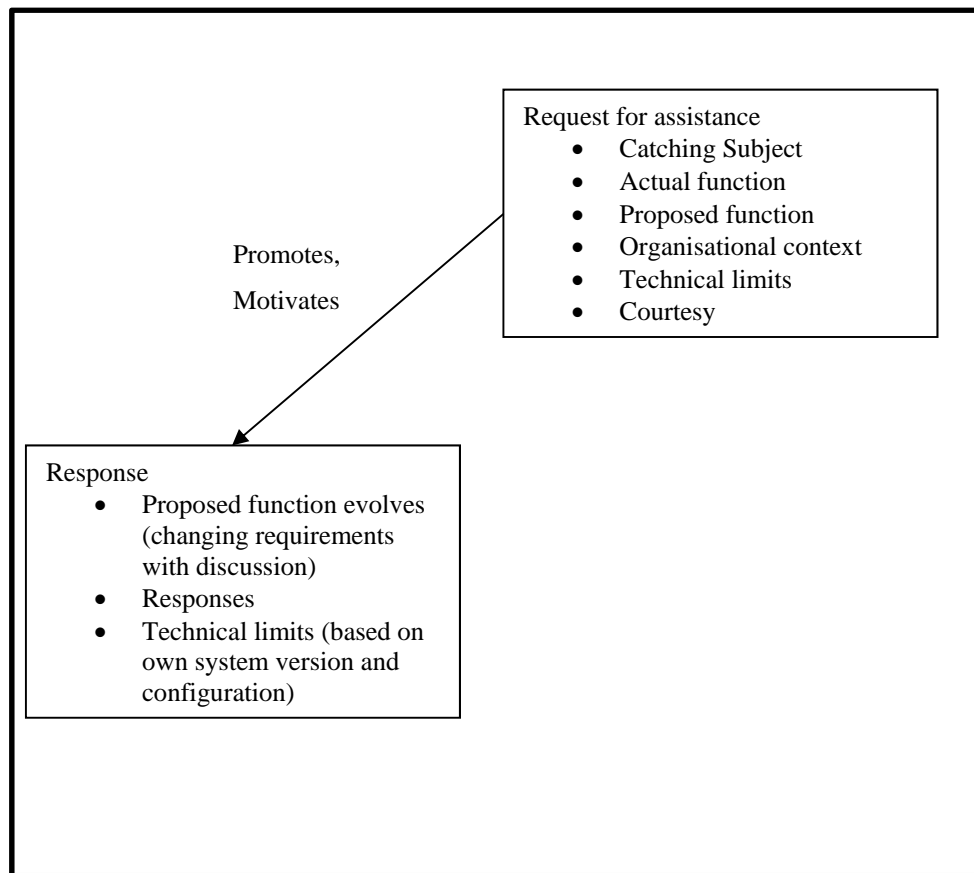 Request for assistance
• Catching Subject
• Actual function
• Proposed function
• Organisational context
• Technical limits
• Courtesy
Promotes,
Motivates
Response
• Proposed function evolves
(changing requirements
with discussion)
• Responses
• Technical limits (based on
own system version and
configuration)